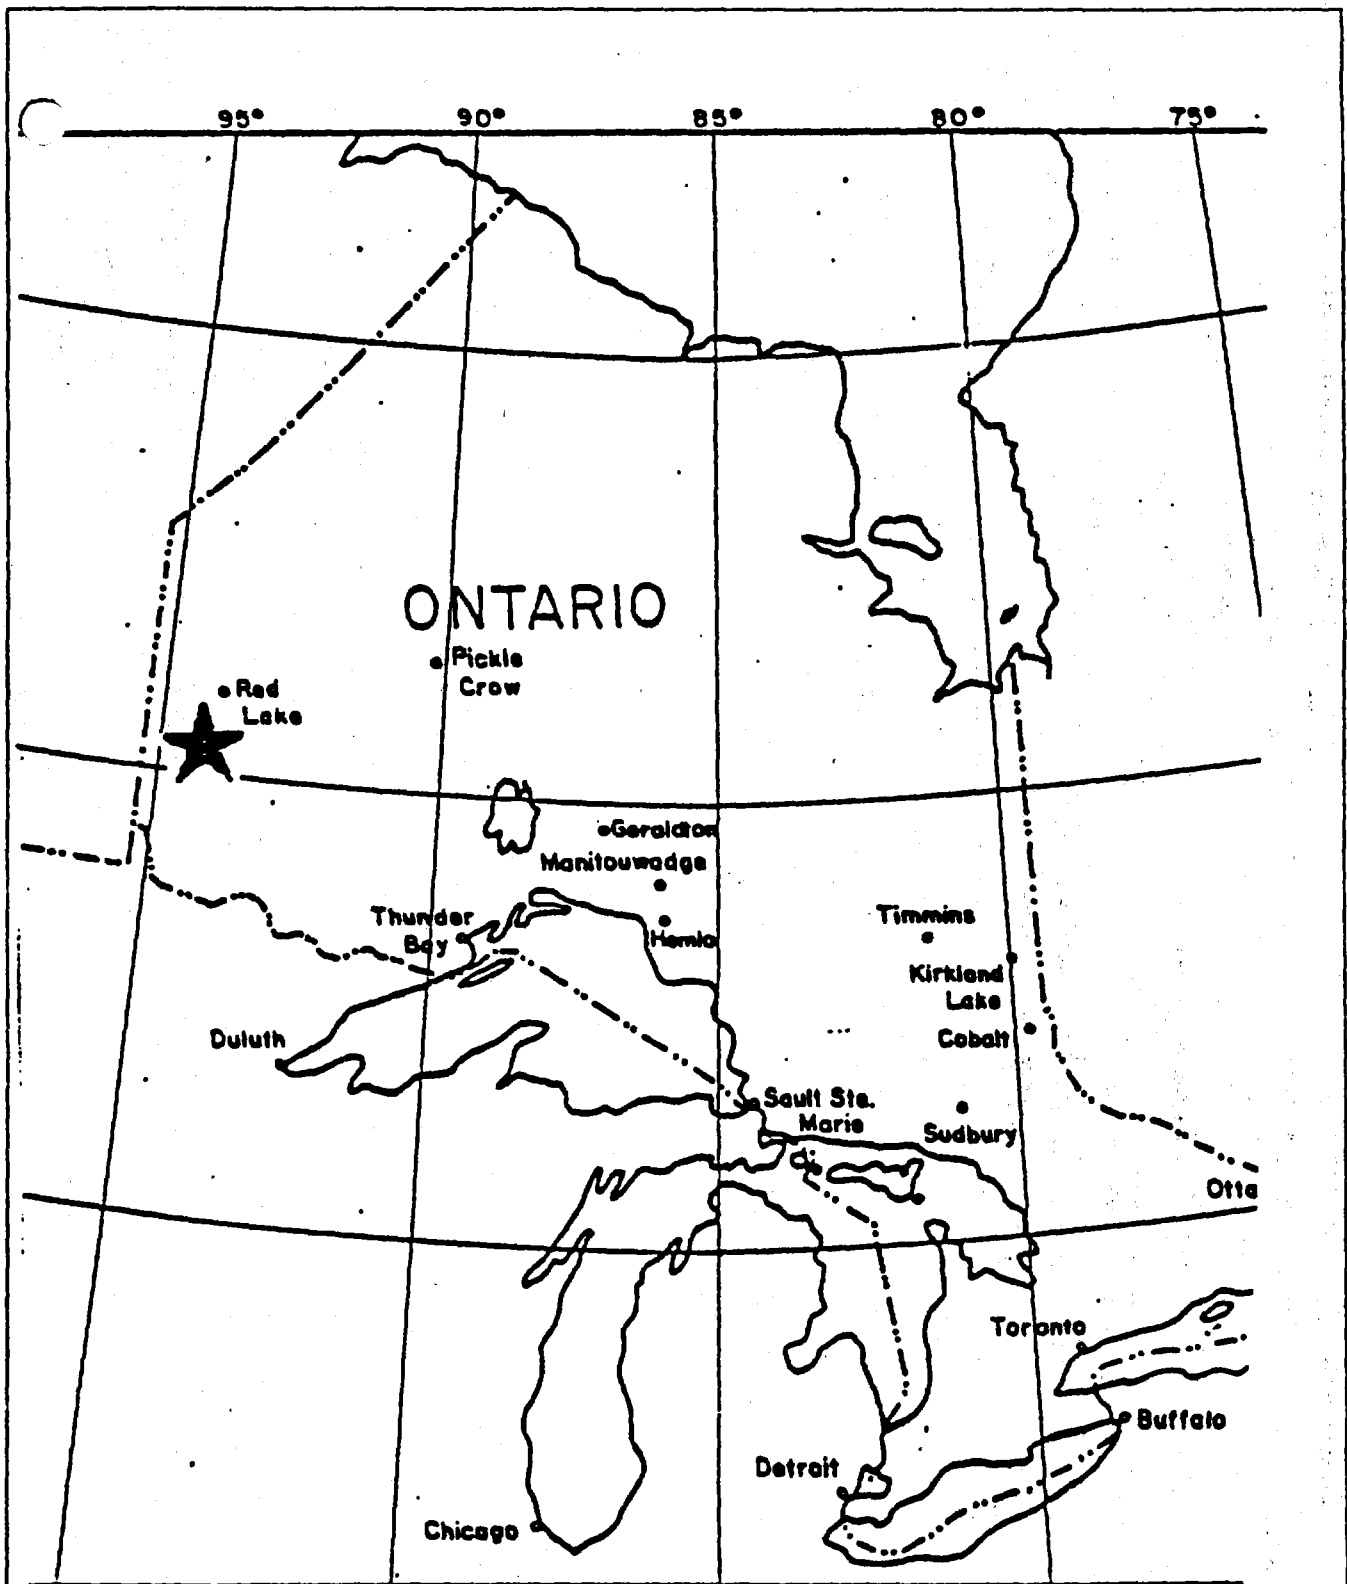 95° 90° 85° 80° 75°
ONTARIO
Pickle
Crow
Red
Lake
Geraldton
Manitouwadge
Hemlo
Thunder
Bay
Timmins
Kirkland
Lake
Cobalt
Duluth
Sault Ste.
Marie
Sudbury
Otta
Toronto
Buffalo
Detroit
Chicago